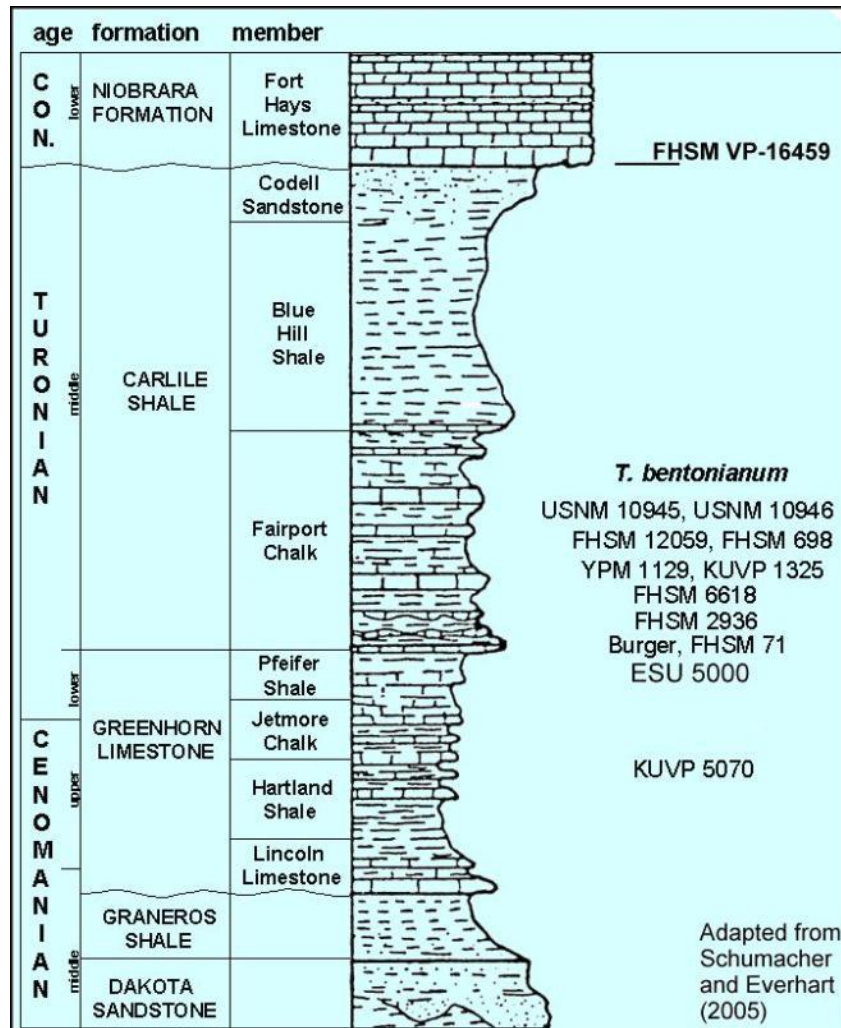 age formation member
CON.
lower
NIOBRARA
FORMATION
Fort
Hays
Limestone
FHSM VP-16459
TURONIAN
middle
lower
CARLILE
SHALE
Codell
Sandstone
Blue
Hill
Shale
Fairport
Chalk
T. bentonianum
USNM 10945, USNM 10946
FHSM 12059, FHSM 698
YPM 1129, KUVP 1325
FHSM 6618
FHSM 2936
Burger, FHSM 71
ESU 5000
GREENHORN
LIMESTONE
Pfeifer
Shale
Jetmore
Chalk
Hartland
Shale
Lincoln
Limestone
KUVP 5070
CENOMANIAN
upper
middle
GRANEROS
SHALE
DAKOTA
SANDSTONE
Adapted from
Schumacher
and Everhart
(2005)